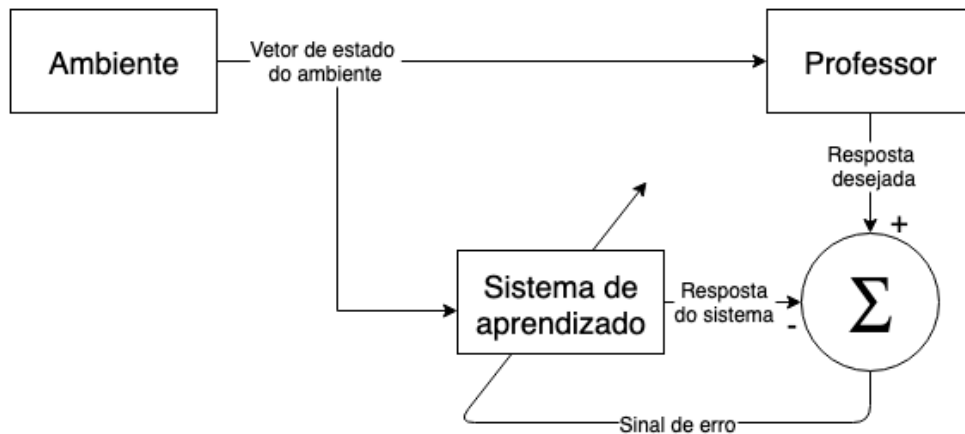 Ambiente
Vetor de estado
do ambiente
Professor
Resposta
desejada
+
Sistema de
aprendizado
Resposta
do sistema
-
Σ
Sinal de erro